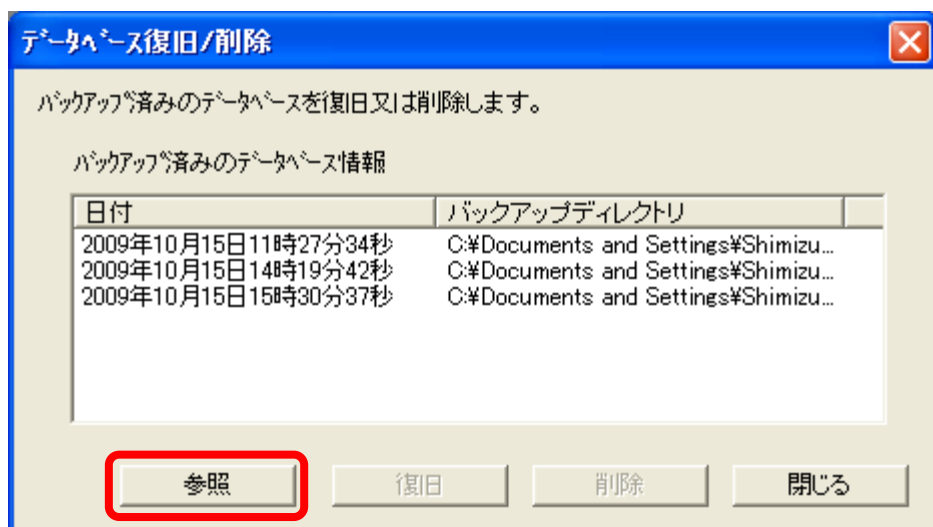 ﾃﾞｰﾀﾍﾞｰｽ復旧/削除
ﾊﾞｯｸｱｯﾌﾟ済みのﾃﾞｰﾀﾍﾞｰｽを復旧又は削除します。
ﾊﾞｯｸｱｯﾌﾟ済みのﾃﾞｰﾀﾍﾞｰｽ情報
日付 バックアップディレクトリ
2009年10月15日11時27分34秒 C:¥Documents and Settings¥Shimizu...
2009年10月15日14時19分42秒 C:¥Documents and Settings¥Shimizu...
2009年10月15日15時30分37秒 C:¥Documents and Settings¥Shimizu...
参照 復旧 削除 閉じる